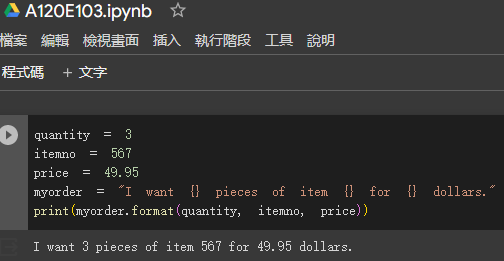 A120E103.ipynb
檔案 編輯 檢視畫面 插入 執行階段 工具 說明
程式碼 + 文字
quantity = 3
itemno = 567
price = 49.95
myorder = "I want {} pieces of item {} for {} dollars."
print(myorder.format(quantity, itemno, price))
I want 3 pieces of item 567 for 49.95 dollars.